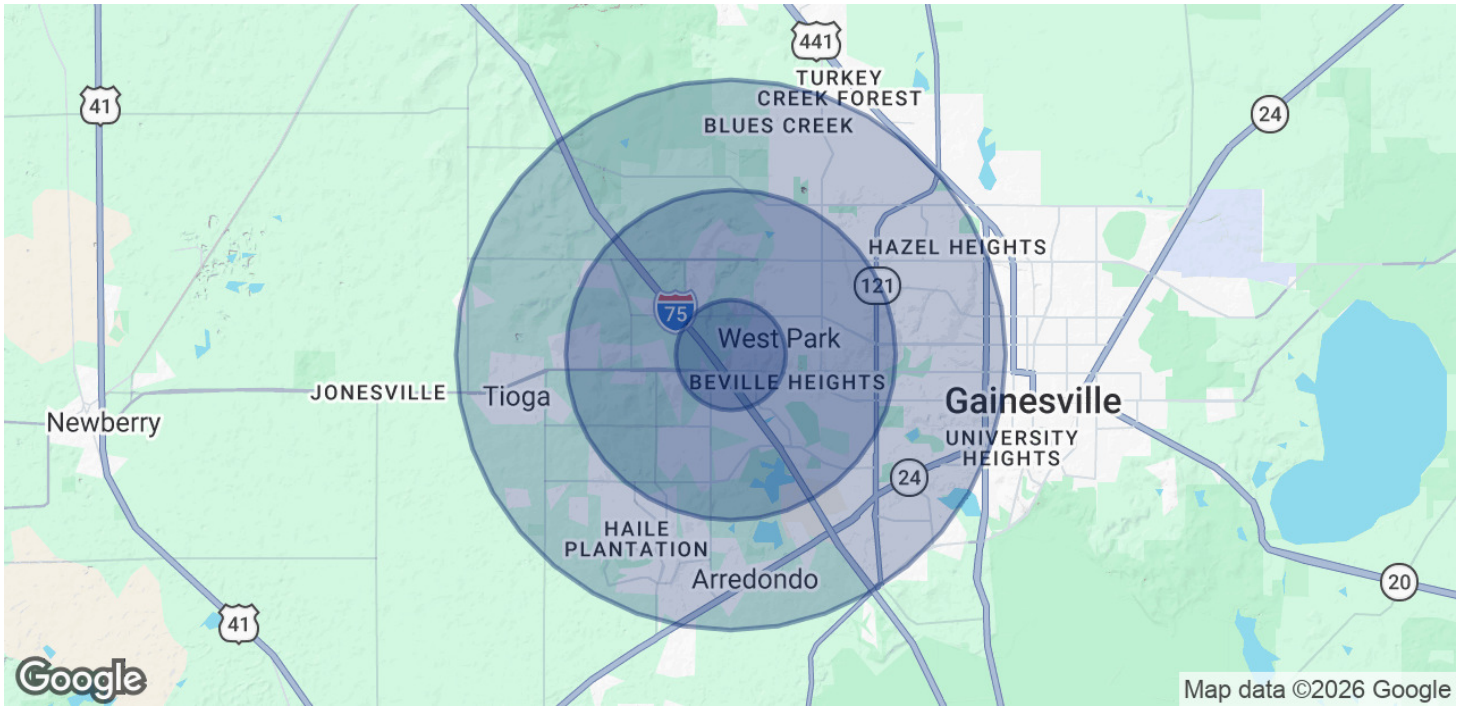 441
TURKEY
CREEK FOREST
41
24
BLUES CREEK
HAZEL HEIGHTS
121
75
West Park
BEVILLE HEIGHTS
JONESVILLE
Tioga
Gainesville
Newberry
UNIVERSITY
HEIGHTS
24
HAILE
PLANTATION
Arredondo
20
41
Google
Map data ©2026 Google